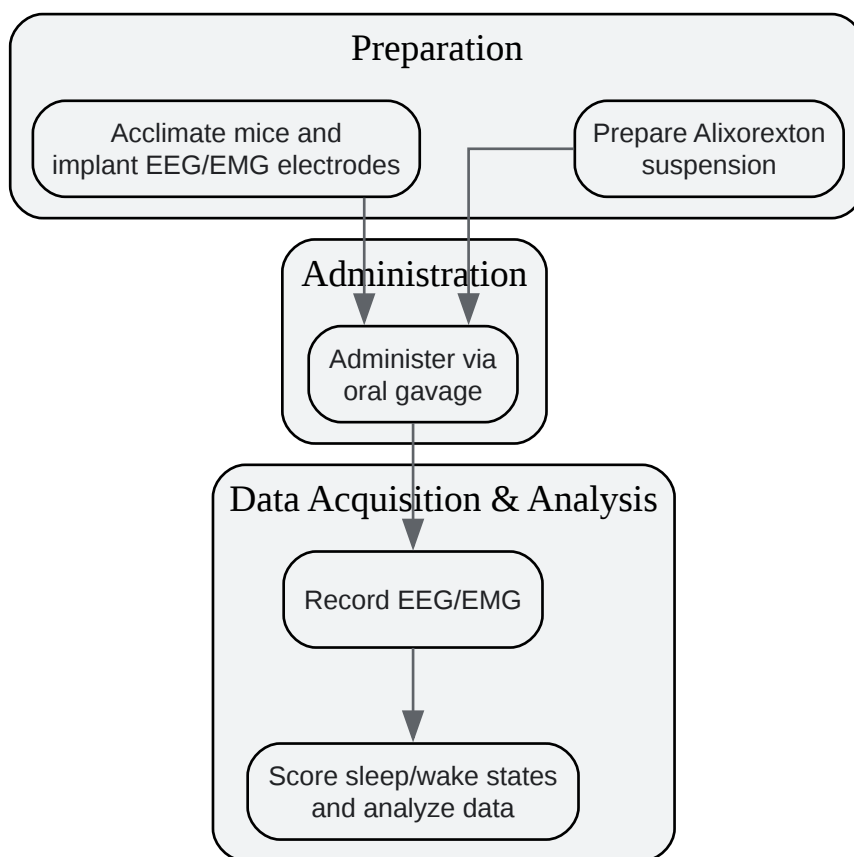 Preparation
Acclimate mice and
implant EEG/EMG electrodes
Prepare Alixorexton
suspension
Administration
Administer via
oral gavage
Data Acquisition & Analysis
Record EEG/EMG
Score sleep/wake states
and analyze data